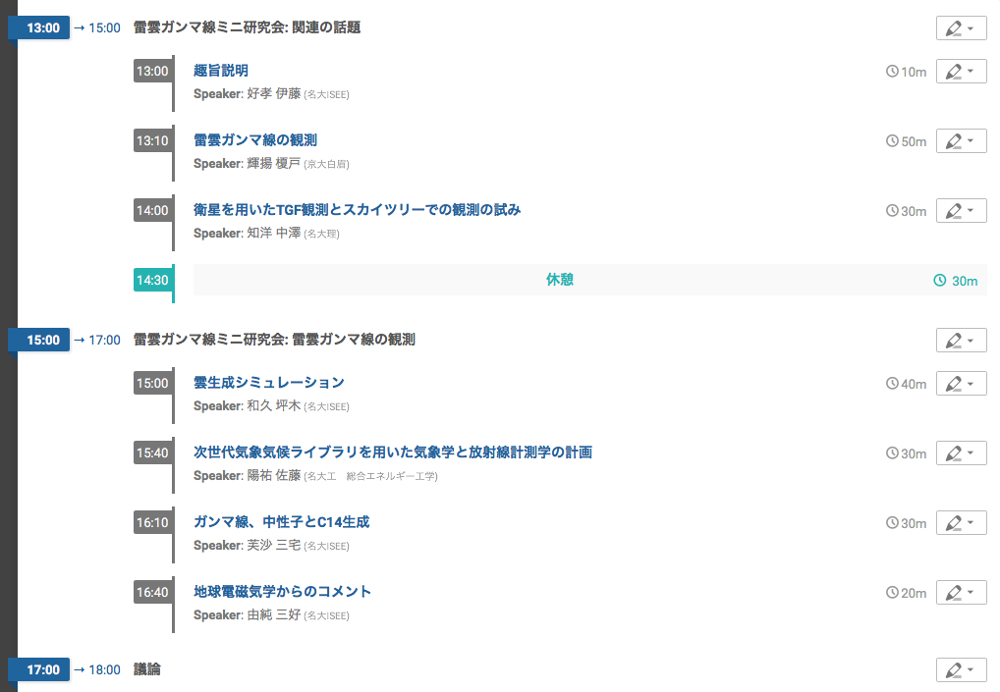 13:00 → 15:00 雷雲ガンマ線ミニ研究会: 関連の話題
13:00 趣旨説明 10m
Speaker: 好孝 伊藤 (名大ISEE)
13:10 雷雲ガンマ線の観測 50m
Speaker: 輝揚 榎戸 (京大白眉)
14:00 衛星を用いたTGF観測とスカイツリーでの観測の試み 30m
Speaker: 知洋 中澤 (名大理)
14:30 休憩 30m
15:00 → 17:00 雷雲ガンマ線ミニ研究会: 雷雲ガンマ線の観測
15:00 雲生成シミュレーション 40m
Speaker: 和久 坪木 (名大ISEE)
15:40 次世代気象気候ライブラリを用いた気象学と放射線計測学の計画 30m
Speaker: 陽祐 佐藤 (名大工　総合エネルギー工学)
16:10 ガンマ線、中性子とC14生成 30m
Speaker: 芙沙 三宅 (名大ISEE)
16:40 地球電磁気学からのコメント 20m
Speaker: 由純 三好 (名大ISEE)
17:00 → 18:00 議論